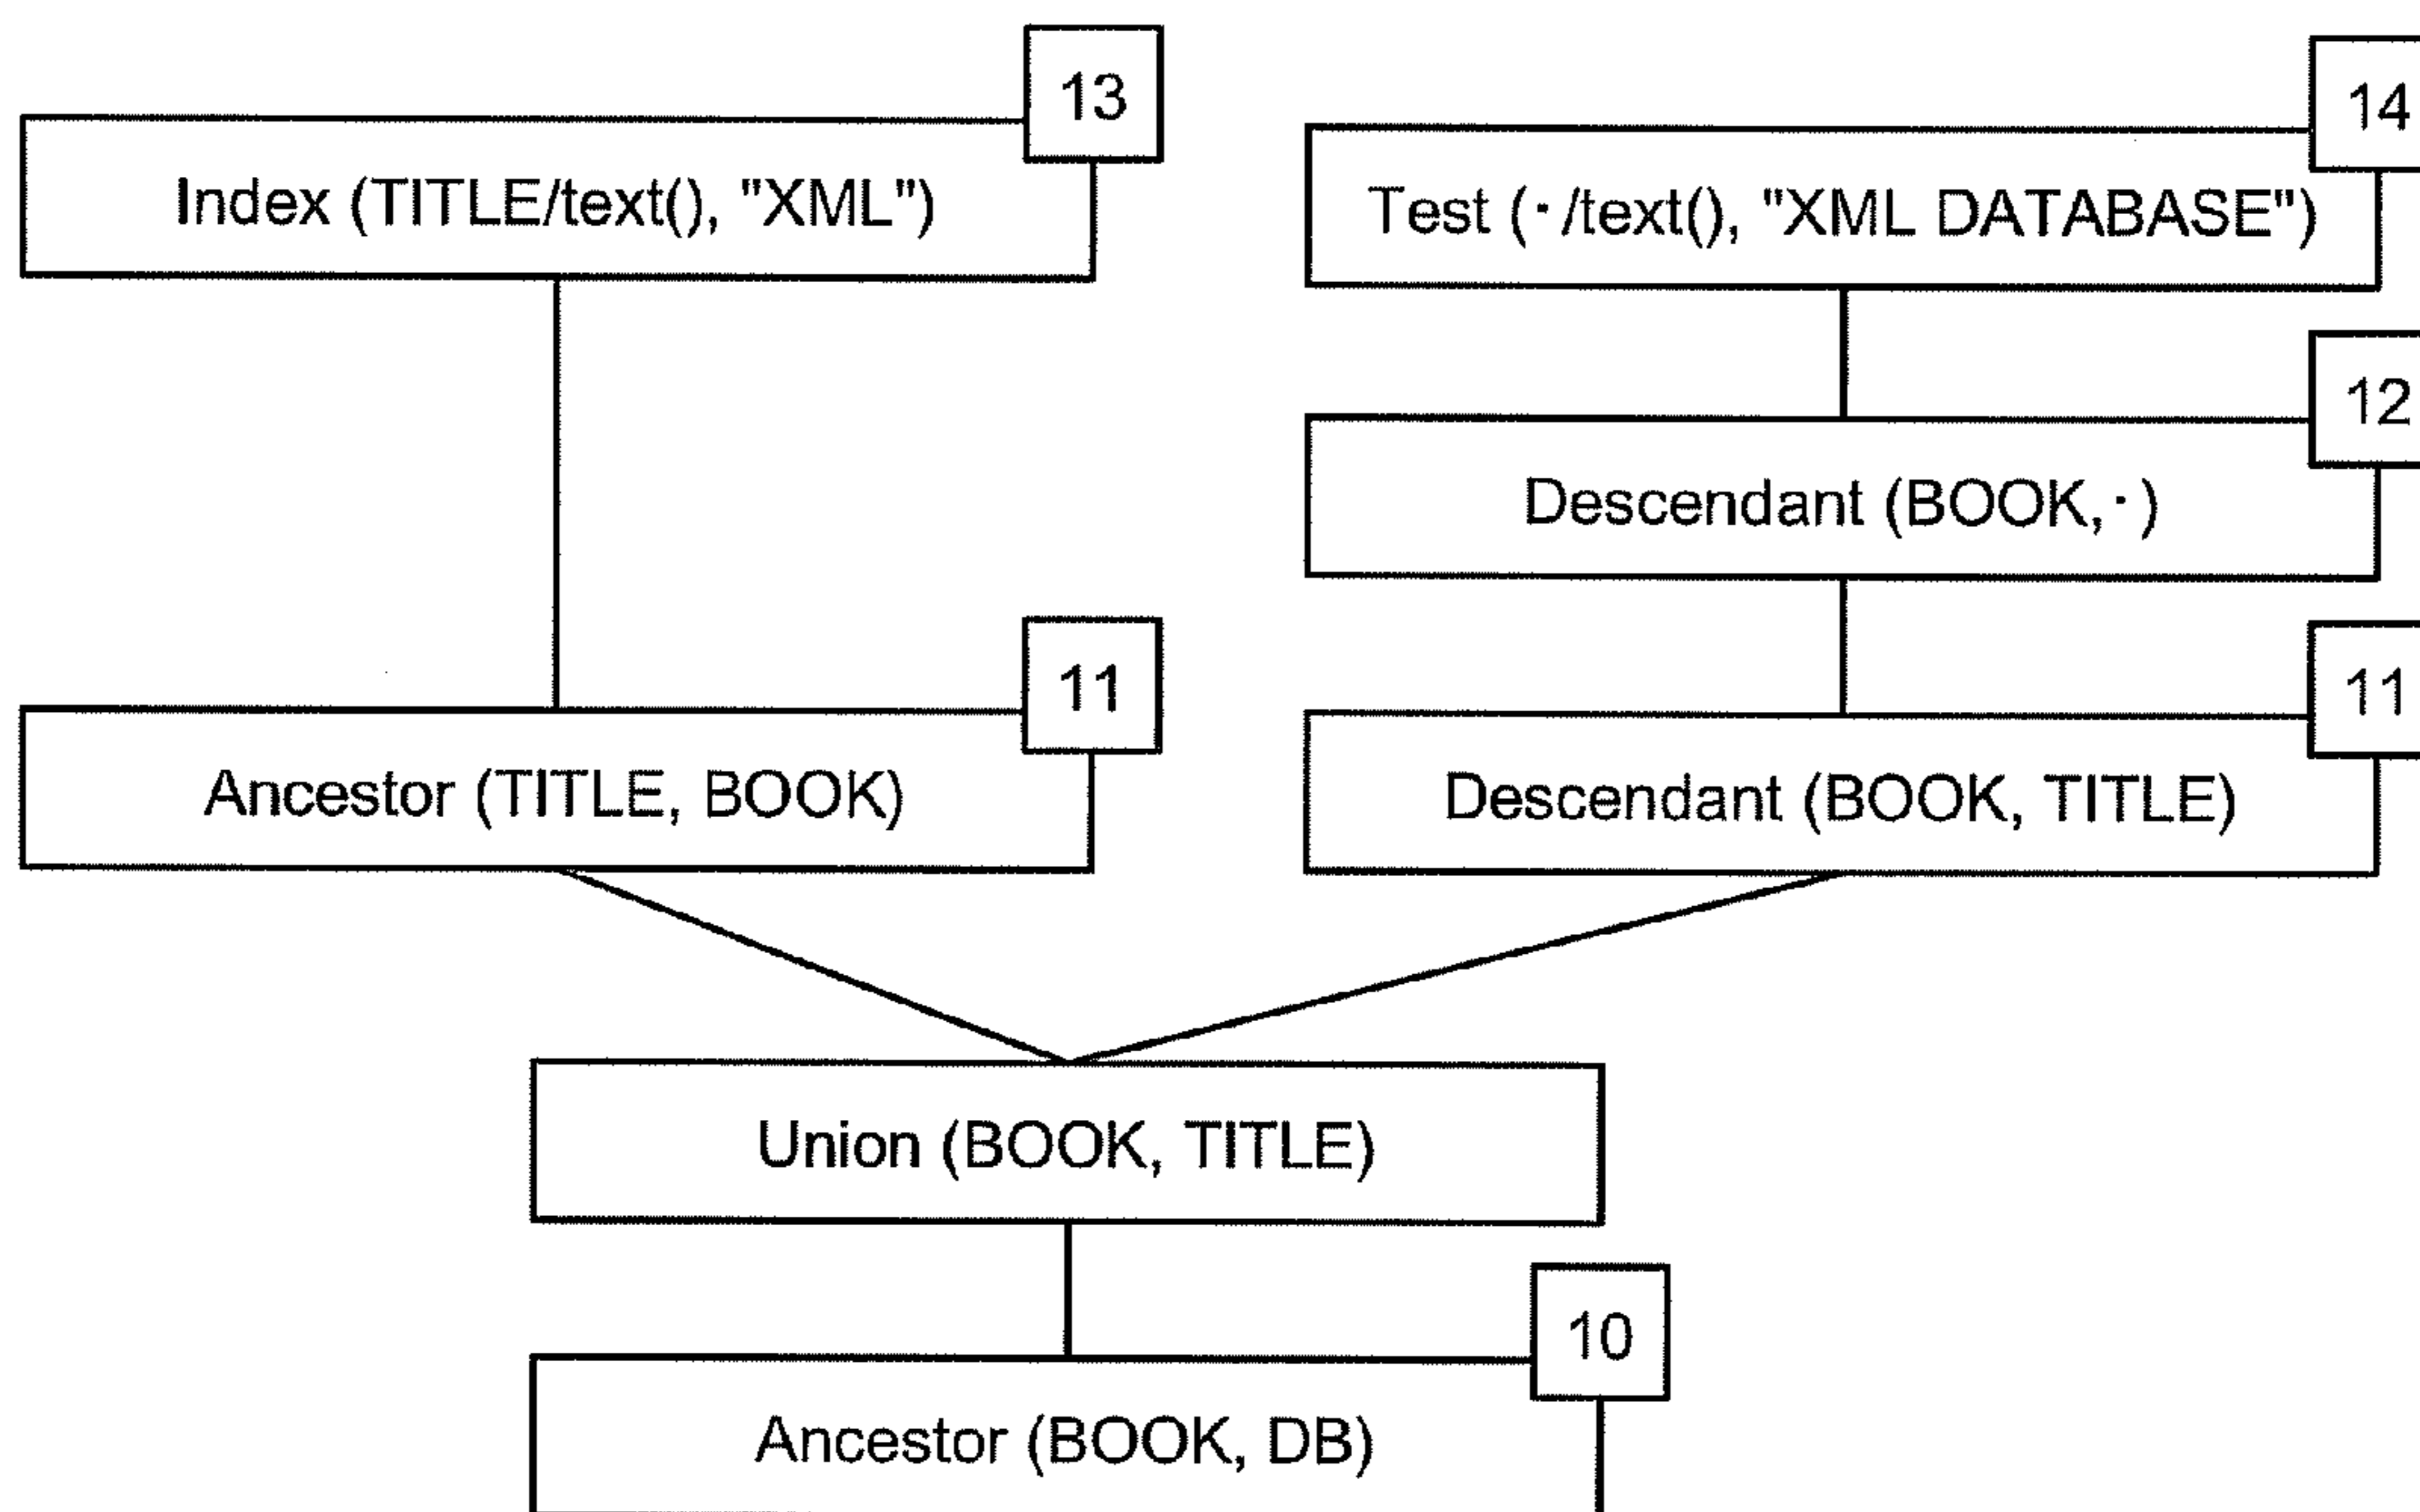 13
Index (TITLE/text(), "XML")
14
Test (·/text(), "XML DATABASE")
12
Descendant (BOOK,·)
11
Ancestor (TITLE, BOOK)
11
Descendant (BOOK, TITLE)
Union (BOOK, TITLE)
10
Ancestor (BOOK, DB)